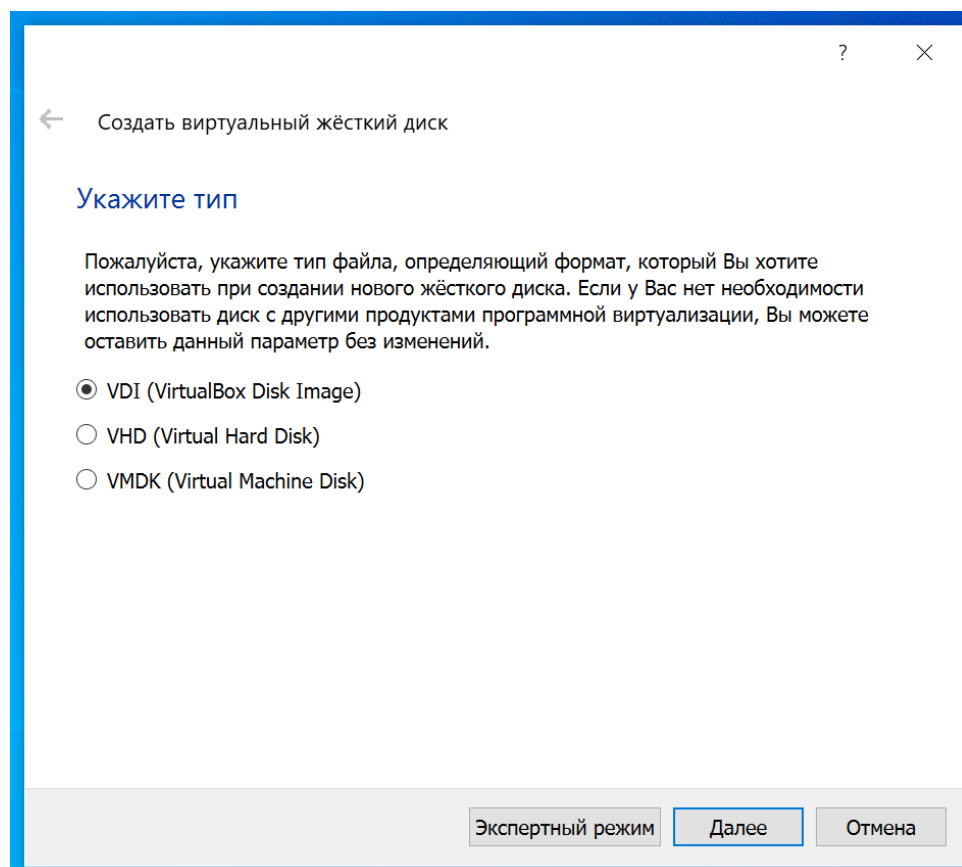 ?
Создать виртуальный жёсткий диск
Укажите тип
Пожалуйста, укажите тип файла, определяющий формат, который Вы хотите
использовать при создании нового жёсткого диска. Если у Вас нет необходимости
использовать диск с другими продуктами программной виртуализации, Вы можете
оставить данный параметр без изменений.
VDI (VirtualBox Disk Image)
VHD (Virtual Hard Disk)
VMDK (Virtual Machine Disk)
Экспертный режим Далее Отмена